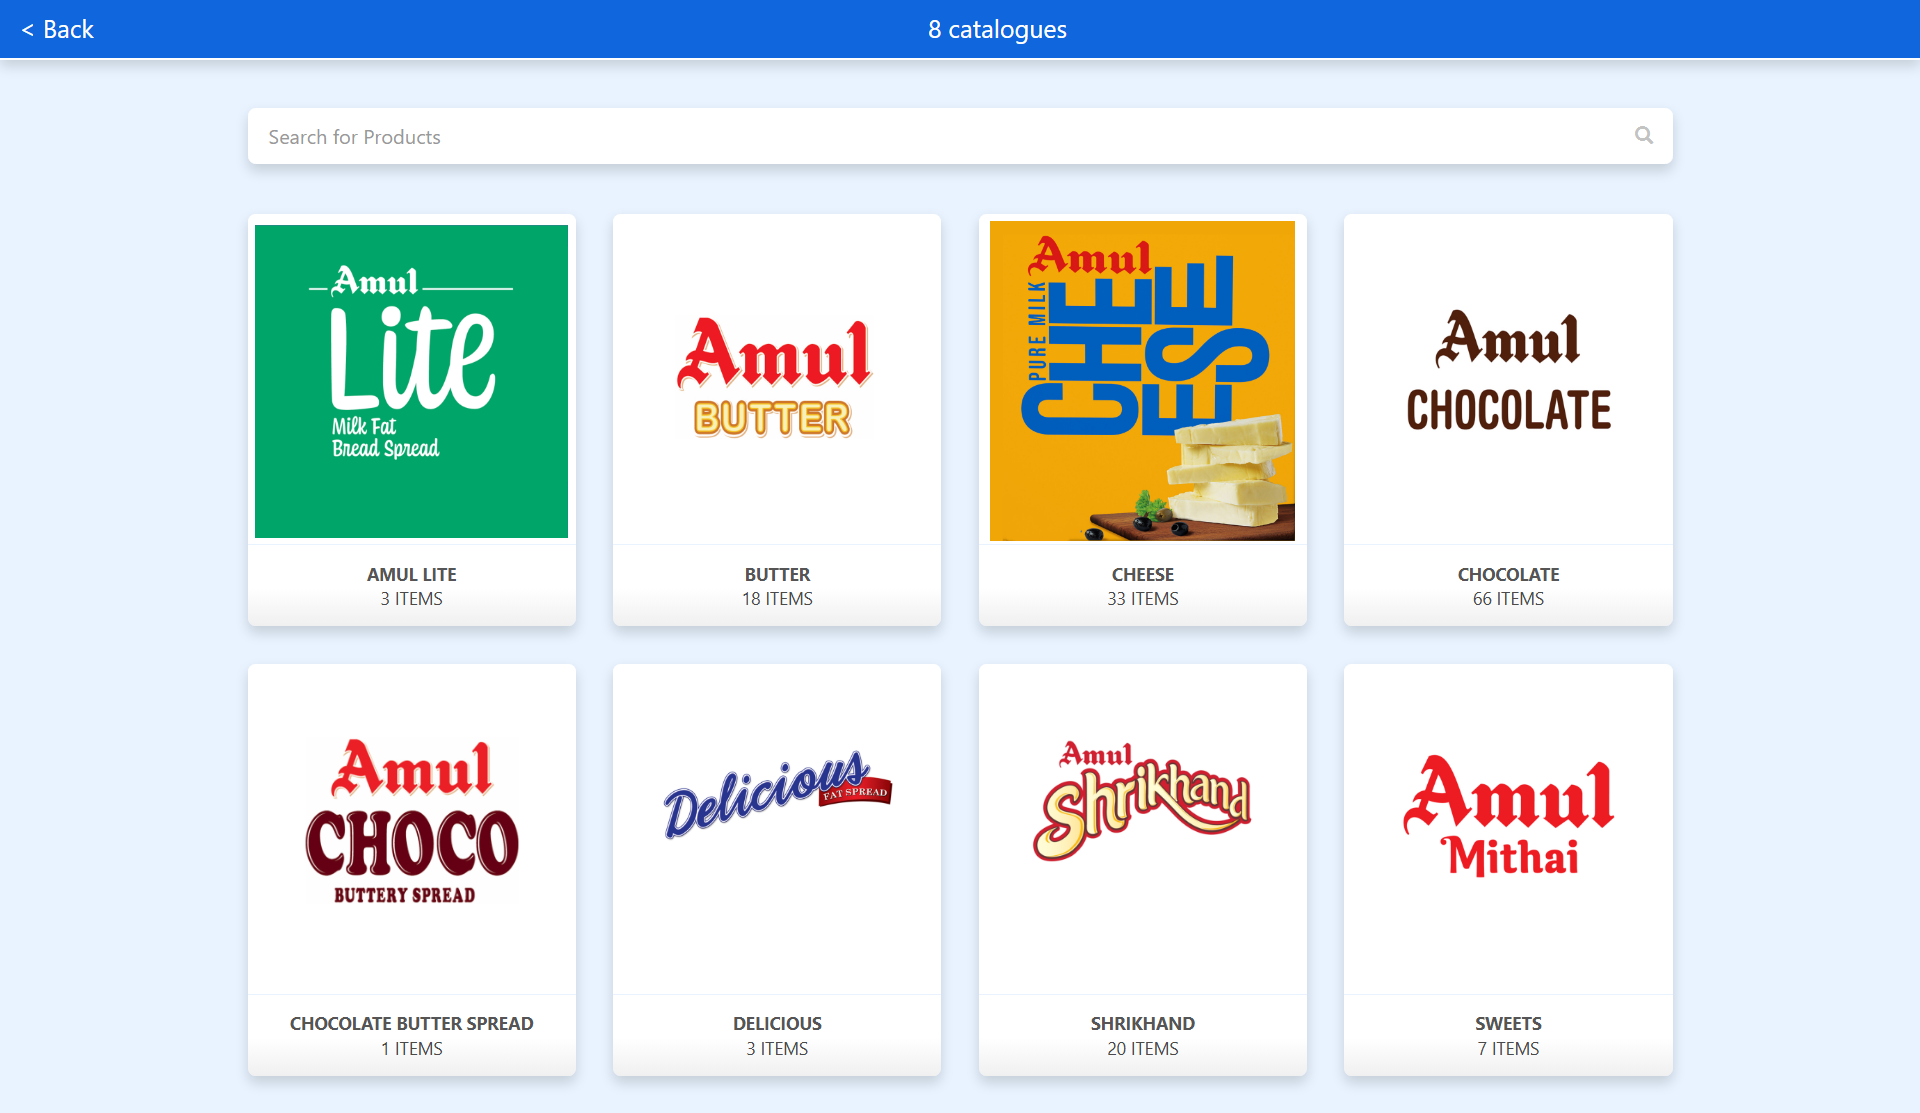 < Back
8 catalogues
Search for Products
Amul
Lite
Milk Fat
Bread Spread
AMUL LITE
3 ITEMS
Amul
BUTTER
BUTTER
18 ITEMS
Amul
PURE MILK
CHE
ESE
CHEESE
33 ITEMS
Amul
CHOCOLATE
CHOCOLATE
66 ITEMS
Amul
CHOCO
BUTTERY SPREAD
CHOCOLATE BUTTER SPREAD
1 ITEMS
Delicious
FAT SPREAD
DELICIOUS
3 ITEMS
Amul
Shrikhand
SHRIKHAND
20 ITEMS
Amul
Mithai
SWEETS
7 ITEMS